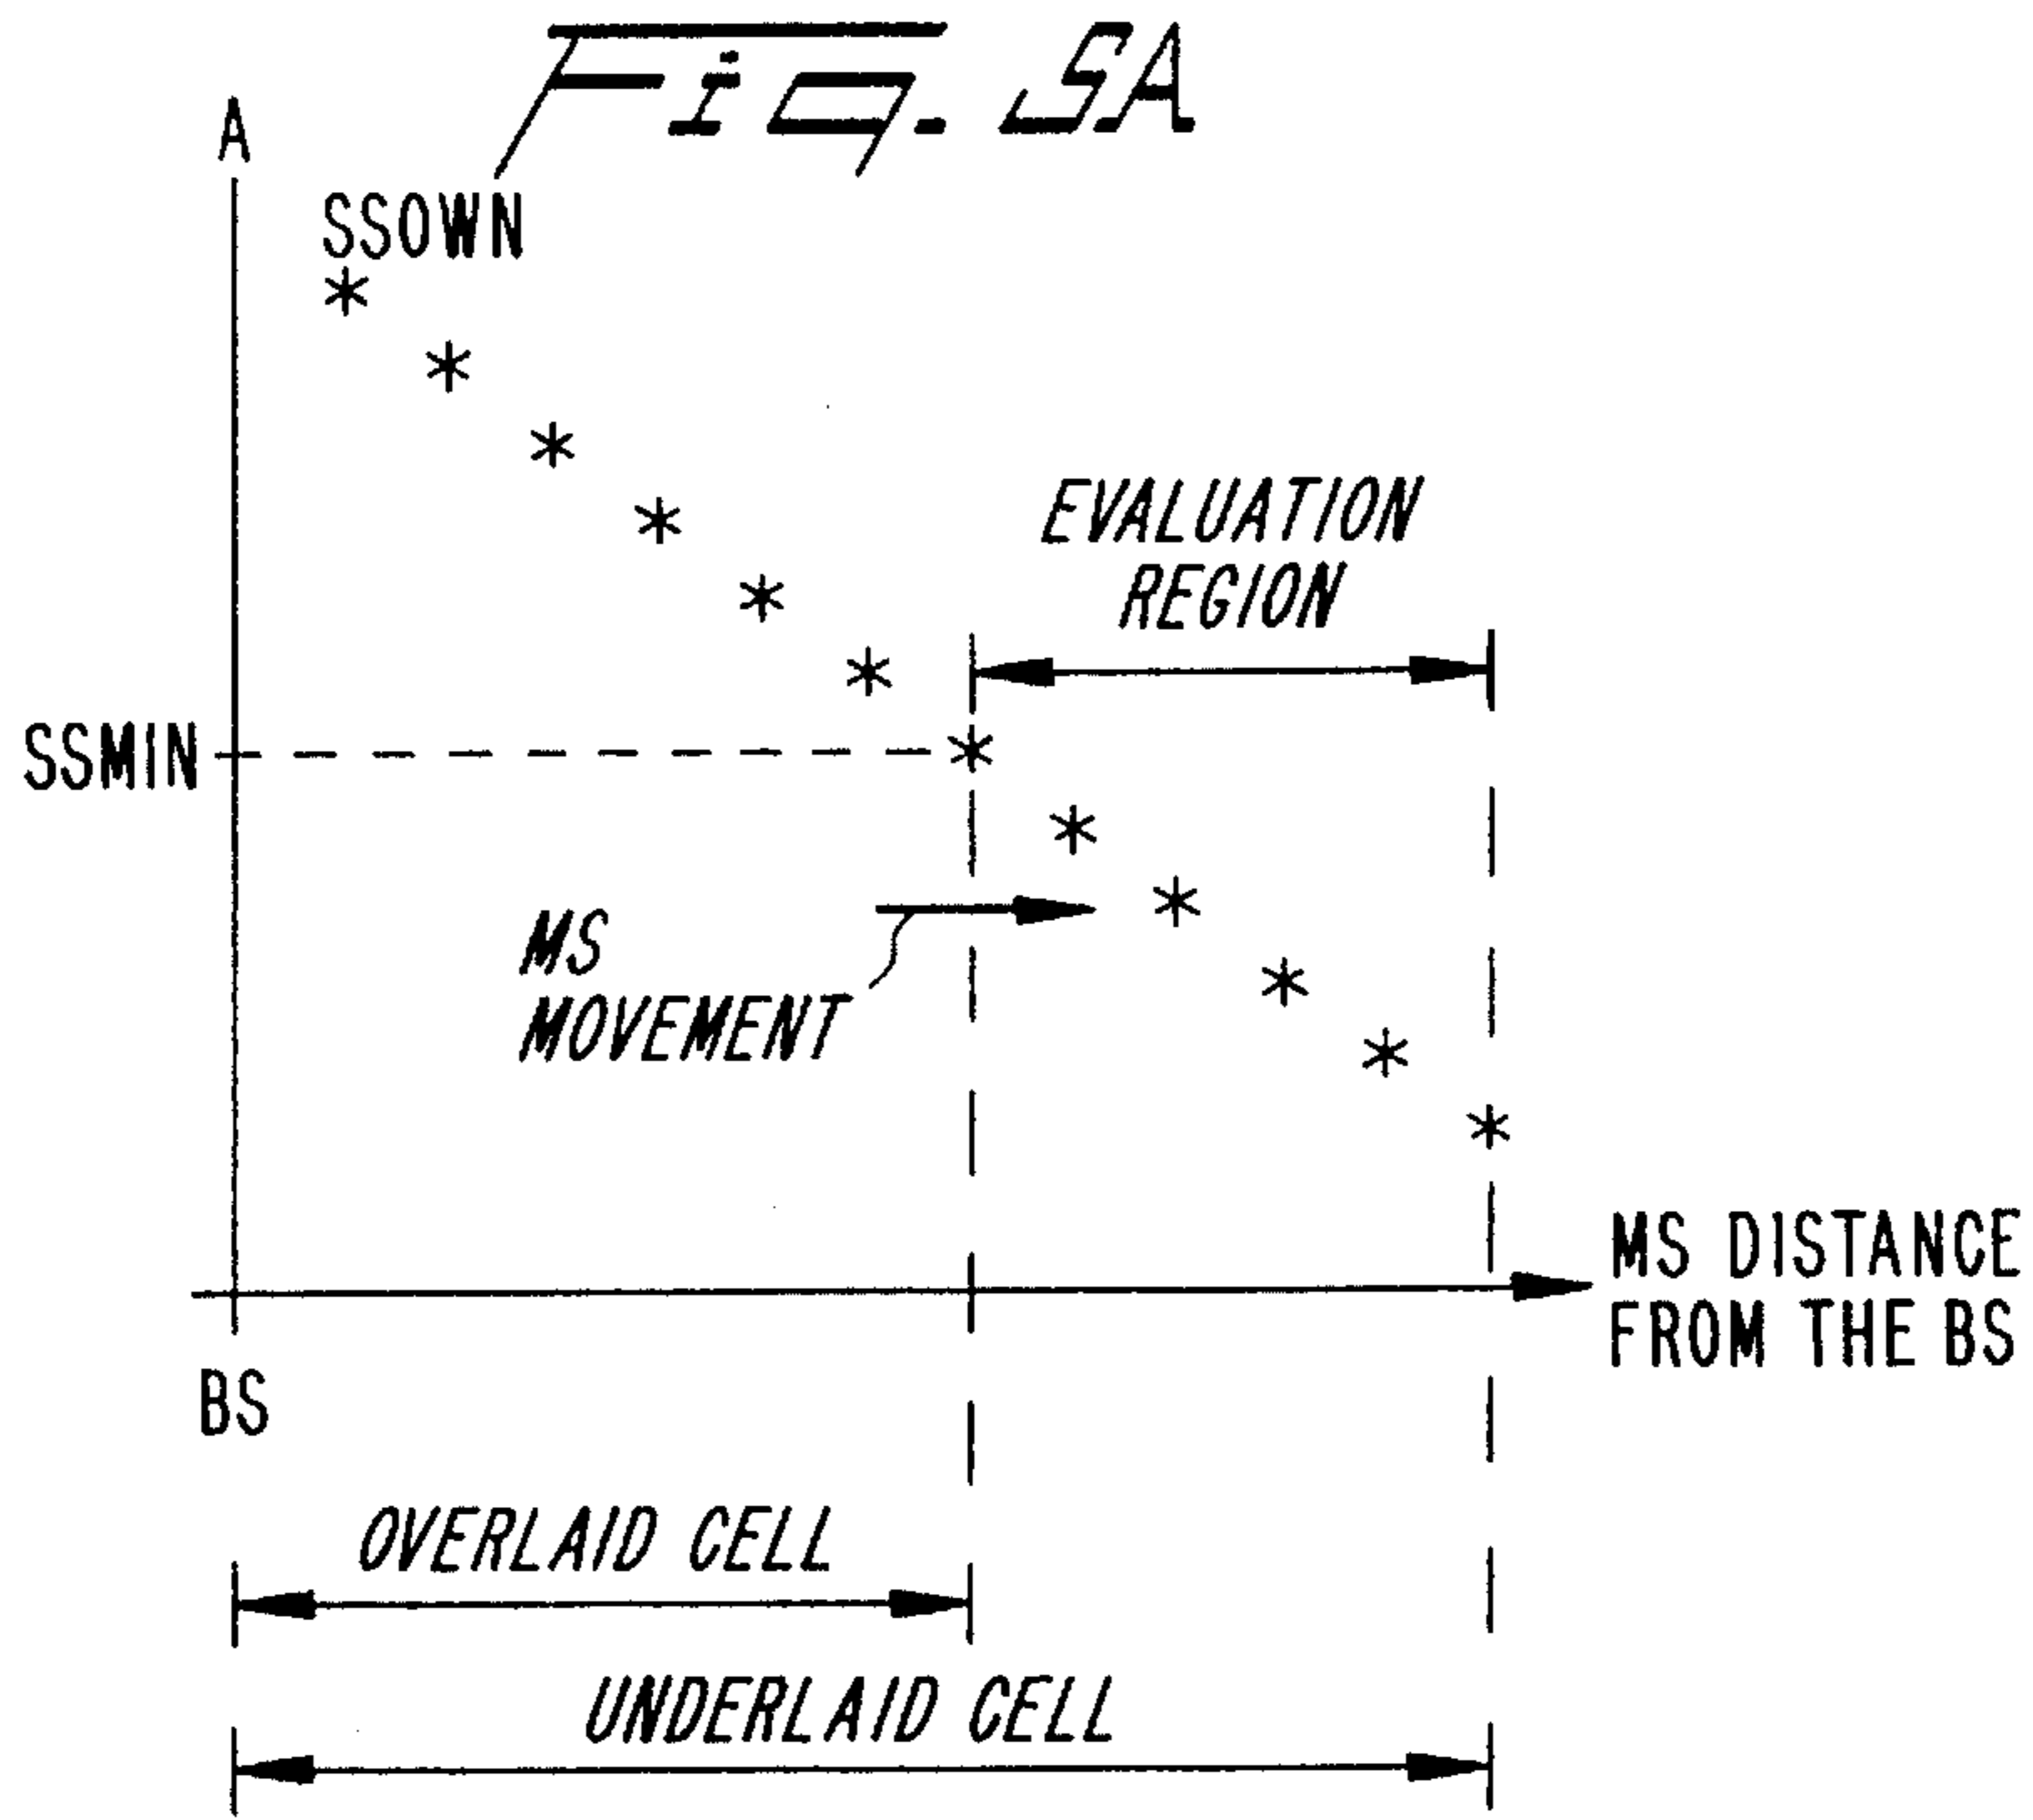 Fig. 5A
A
SSOWN
EVALUATION
REGION
SSMIN
MS
MOVEMENT
MS DISTANCE
FROM THE BS
BS
OVERLAID CELL
UNDERLAID CELL